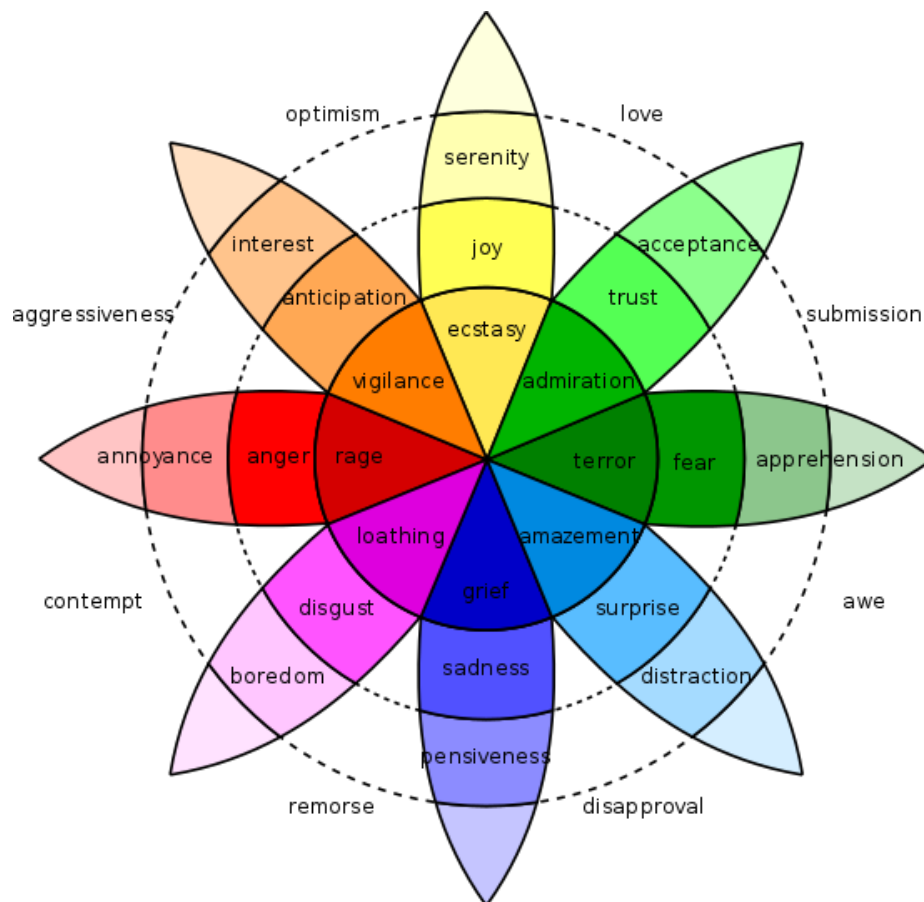 optimism
love
serenity
interest
joy
acceptance
anticipation
trust
aggressiveness
submission
ecstasy
vigilance
admiration
annoyance
anger
rage
terror
fear
apprehension
loathing
amazement
grief
contempt
disgust
surprise
awe
boredom
sadness
distraction
pensiveness
remorse
disapproval